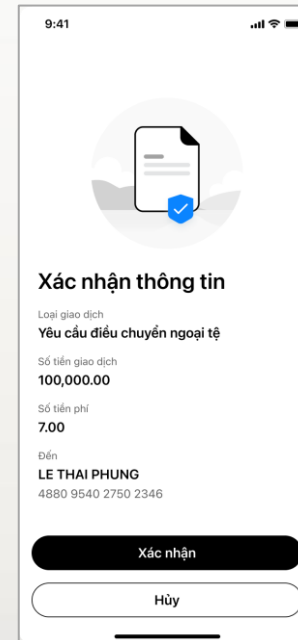 9:41
Xác nhận thông tin
Loại giao dịch
Yêu cầu điều chuyển ngoại tệ
Số tiền giao dịch
100,000.00
Số tiền phí
7.00
Đến
LE THAI PHUNG
4880 9540 2750 2346
Xác nhận
Hủy